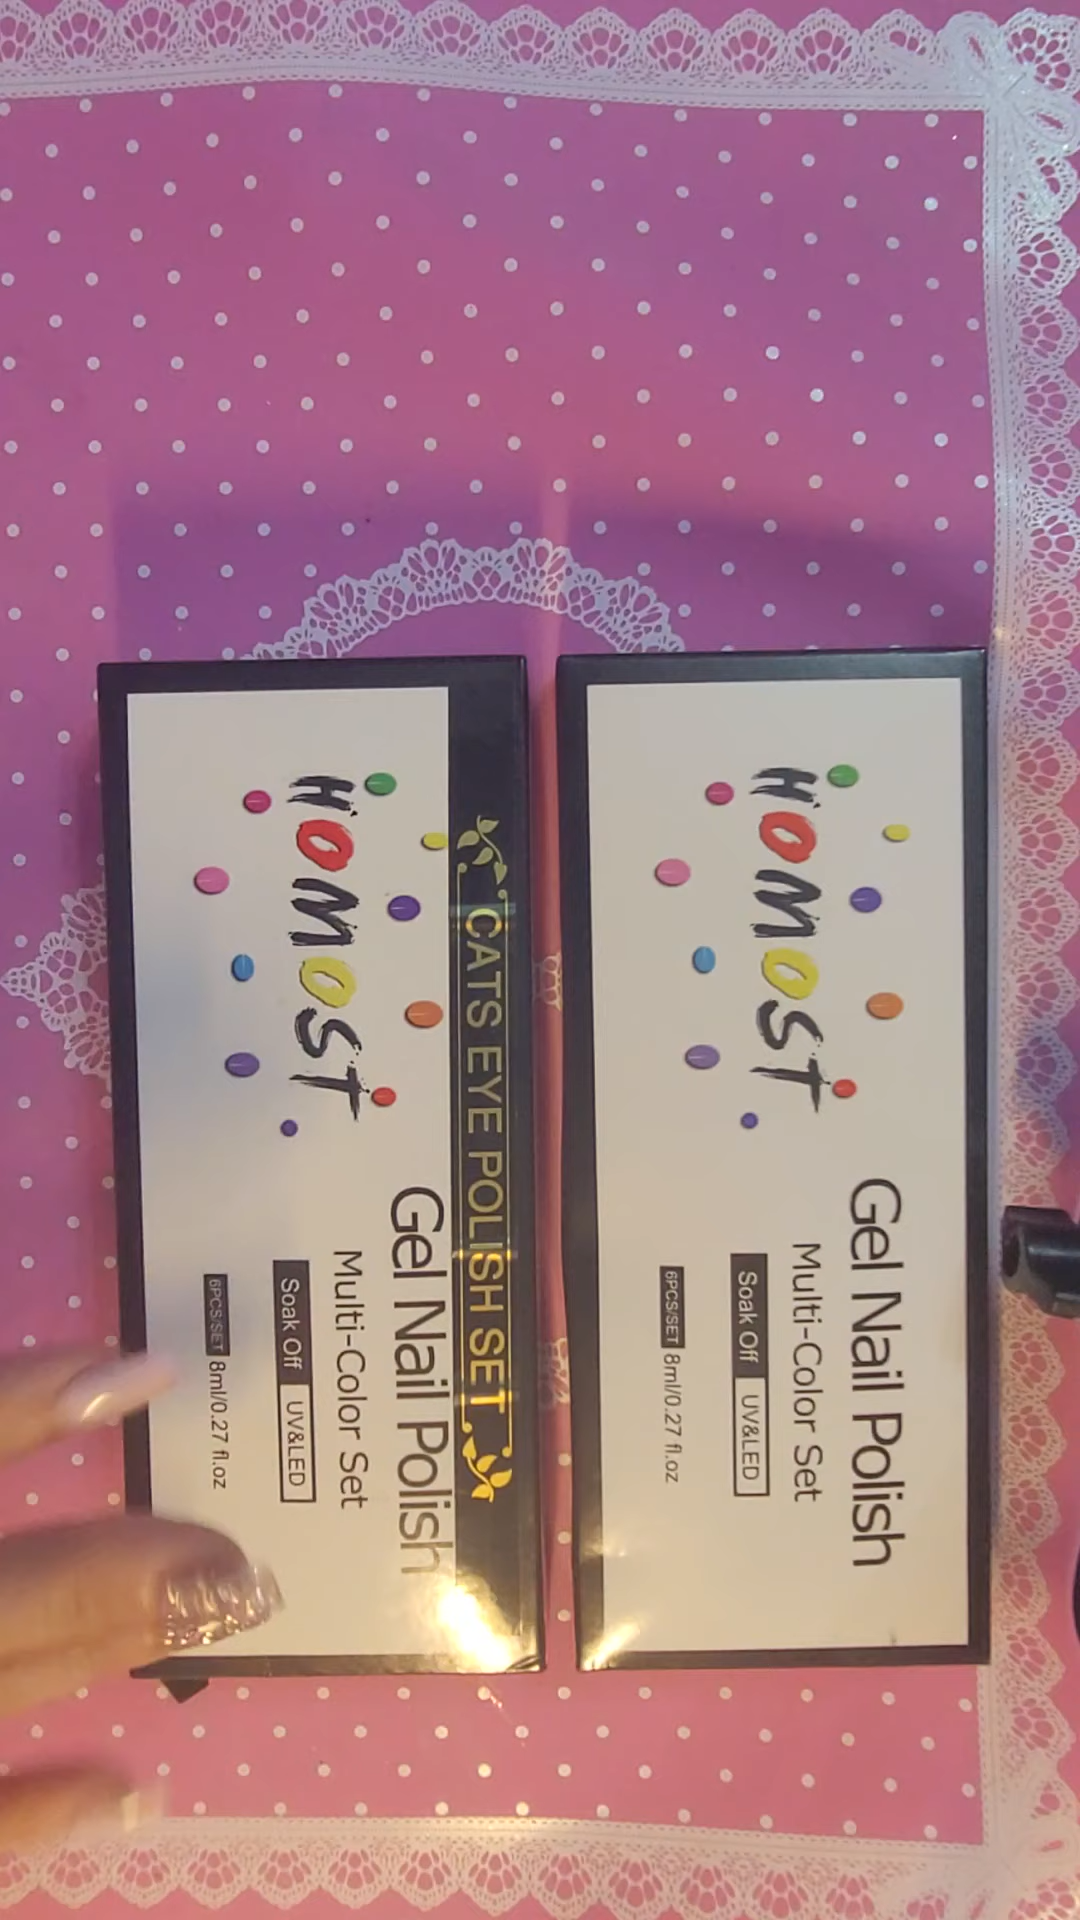 HOMOST
Gel Nail Polish
Multi-Color Set
Soak Off UV&LED
6PCS/SET 8ml/0.27 fl.oz
CATS EYE POLISH SET
Gel Nail Polish
HOMOST
Multi-Color Set
Soak Off UV&LED
6PCS/SET 8ml/0.27 fl.oz